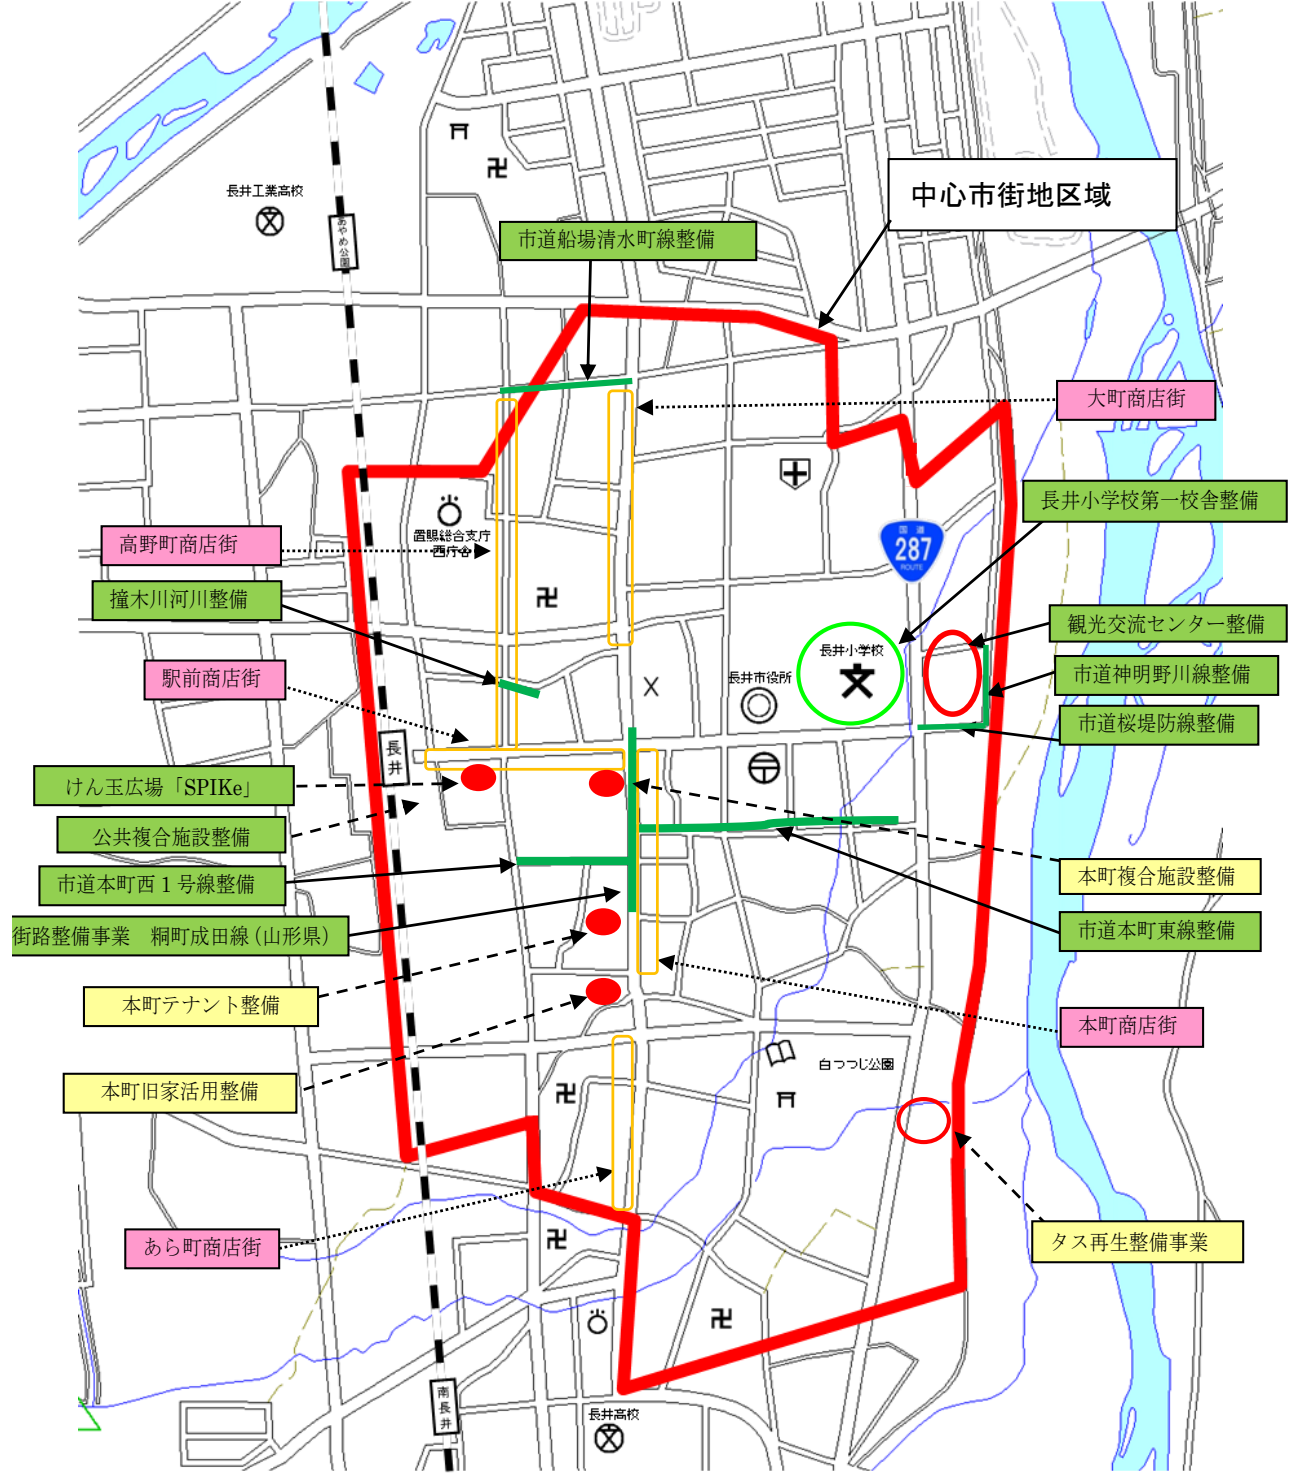 中心市街地区域
長井工業高校
あやめ公園
市道船場清水町線整備
大町商店街
長井小学校第一校舎整備
置賜総合支庁
西庁舎
高野町商店街
国道
287
ROUTE
撞木川河川整備
観光交流センター整備
長井小学校
駅前商店街
長井市役所
市道神明野川線整備
市道桜堤防線整備
長井
けん玉広場「SPIKe」
公共複合施設整備
本町複合施設整備
市道本町西１号線整備
市道本町東線整備
街路整備事業　粡町成田線(山形県)
本町テナント整備
本町商店街
白つつじ公園
本町旧家活用整備
あら町商店街
タス再生整備事業
南長井
長井高校